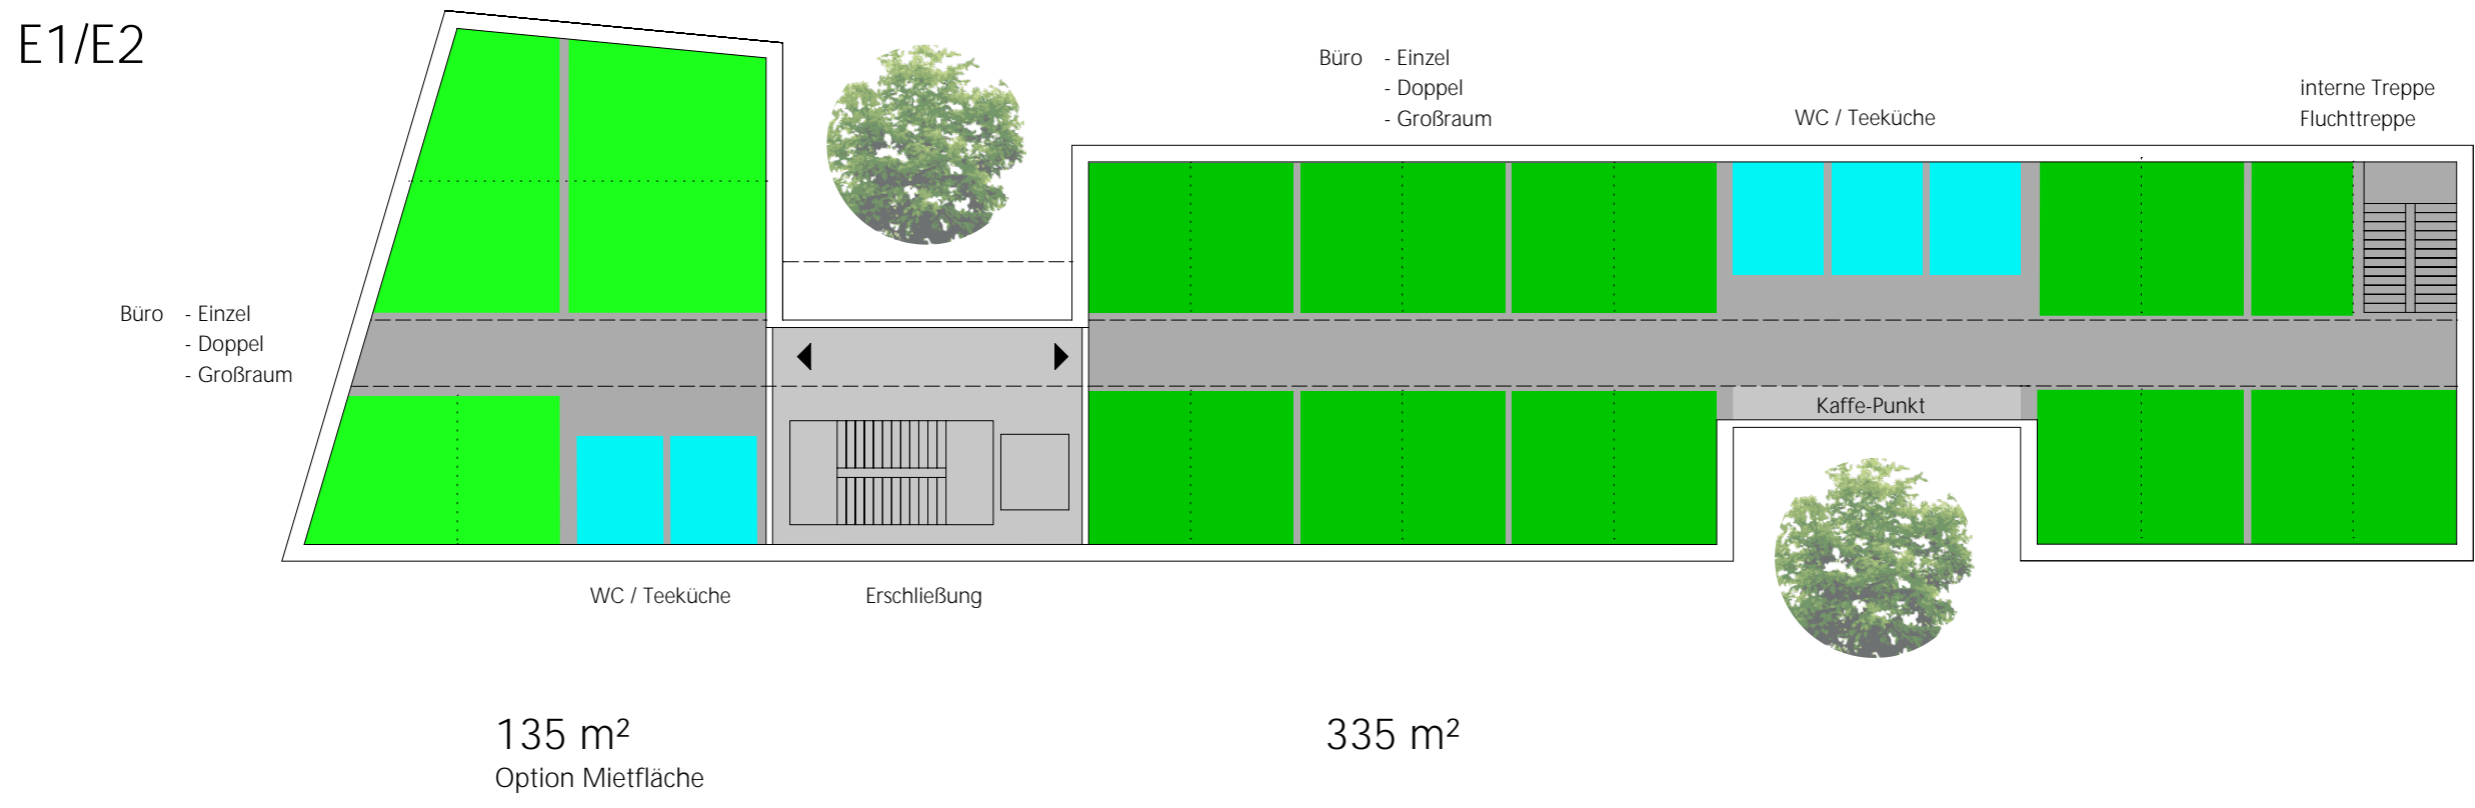 E1/E2
Büro - Einzel
- Doppel
- Großraum
WC / Teeküche
interne Treppe
Fluchttreppe
Büro - Einzel
- Doppel
- Großraum
Kaffe-Punkt
WC / Teeküche
Erschließung
135 m²
Option Mietfläche
335 m²